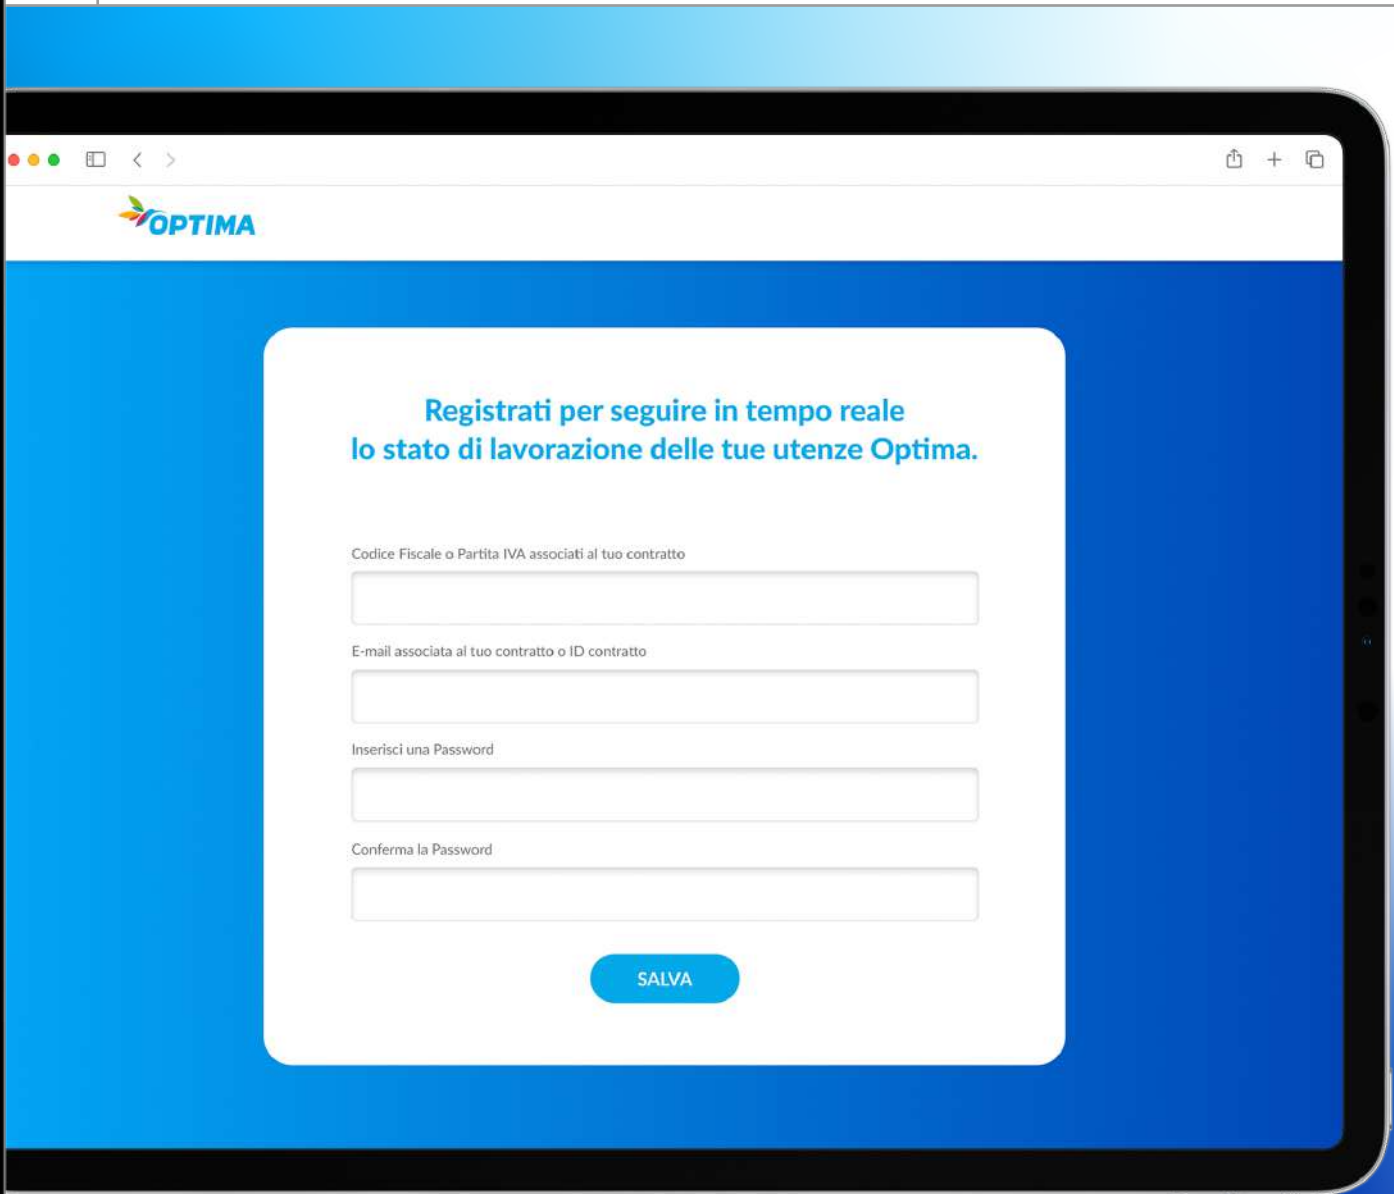 OPTIMA
Registrati per seguire in tempo reale
lo stato di lavorazione delle tue utenze Optima.
Codice Fiscale o Partita IVA associati al tuo contratto
E-mail associata al tuo contratto o ID contratto
Inserisci una Password
Conferma la Password
SALVA